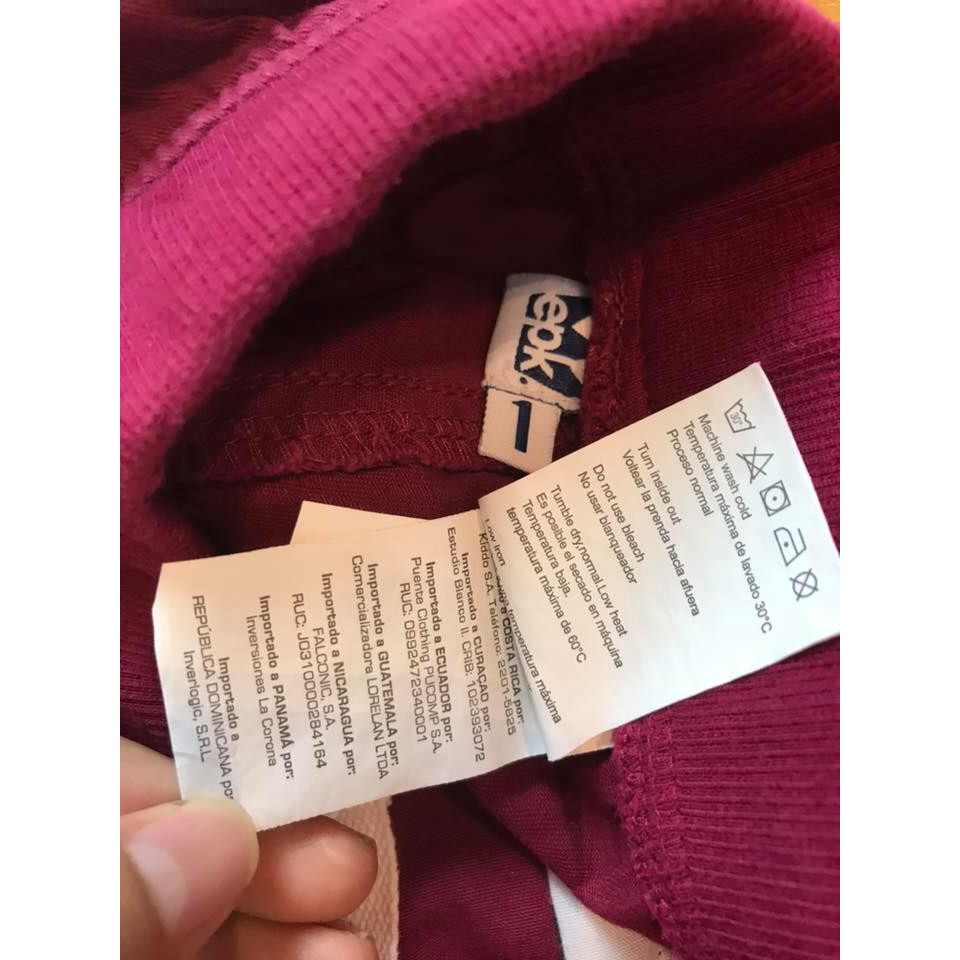 epk.
1
30°
Machine wash cold
Temperatura máxima de lavado 30°C
Proceso normal
Turn inside out
Voltear la prenda hacia afuera
Do not use bleach
No usar blanqueador
Tumble dry,normal.Low heat
Es posible el secado en máquina
Temperatura baja.
temperatura máxima de 60°C
Low iron
temperatura máxima
a COSTA RICA por:
Kiddo S.A. Teléfono: 2201-5825
Importado a CURAÇAO por:
Estudio Blanco II. CRIB: 102393072
Importado a ECUADOR por:
Puente Clothing PUCOMP S.A.
RUC: 0992472340001
Importado a GUATEMALA por:
Comercializadora LORELAN LTDA
Importado a NICARAGUA por:
FALCONIC, S.A.
RUC: J0310000284164
Importado a PANAMÁ por:
Inversiones La Corona
Importado a
REPÚBLICA DOMINICANA por
Inverlogic, S.R.L.